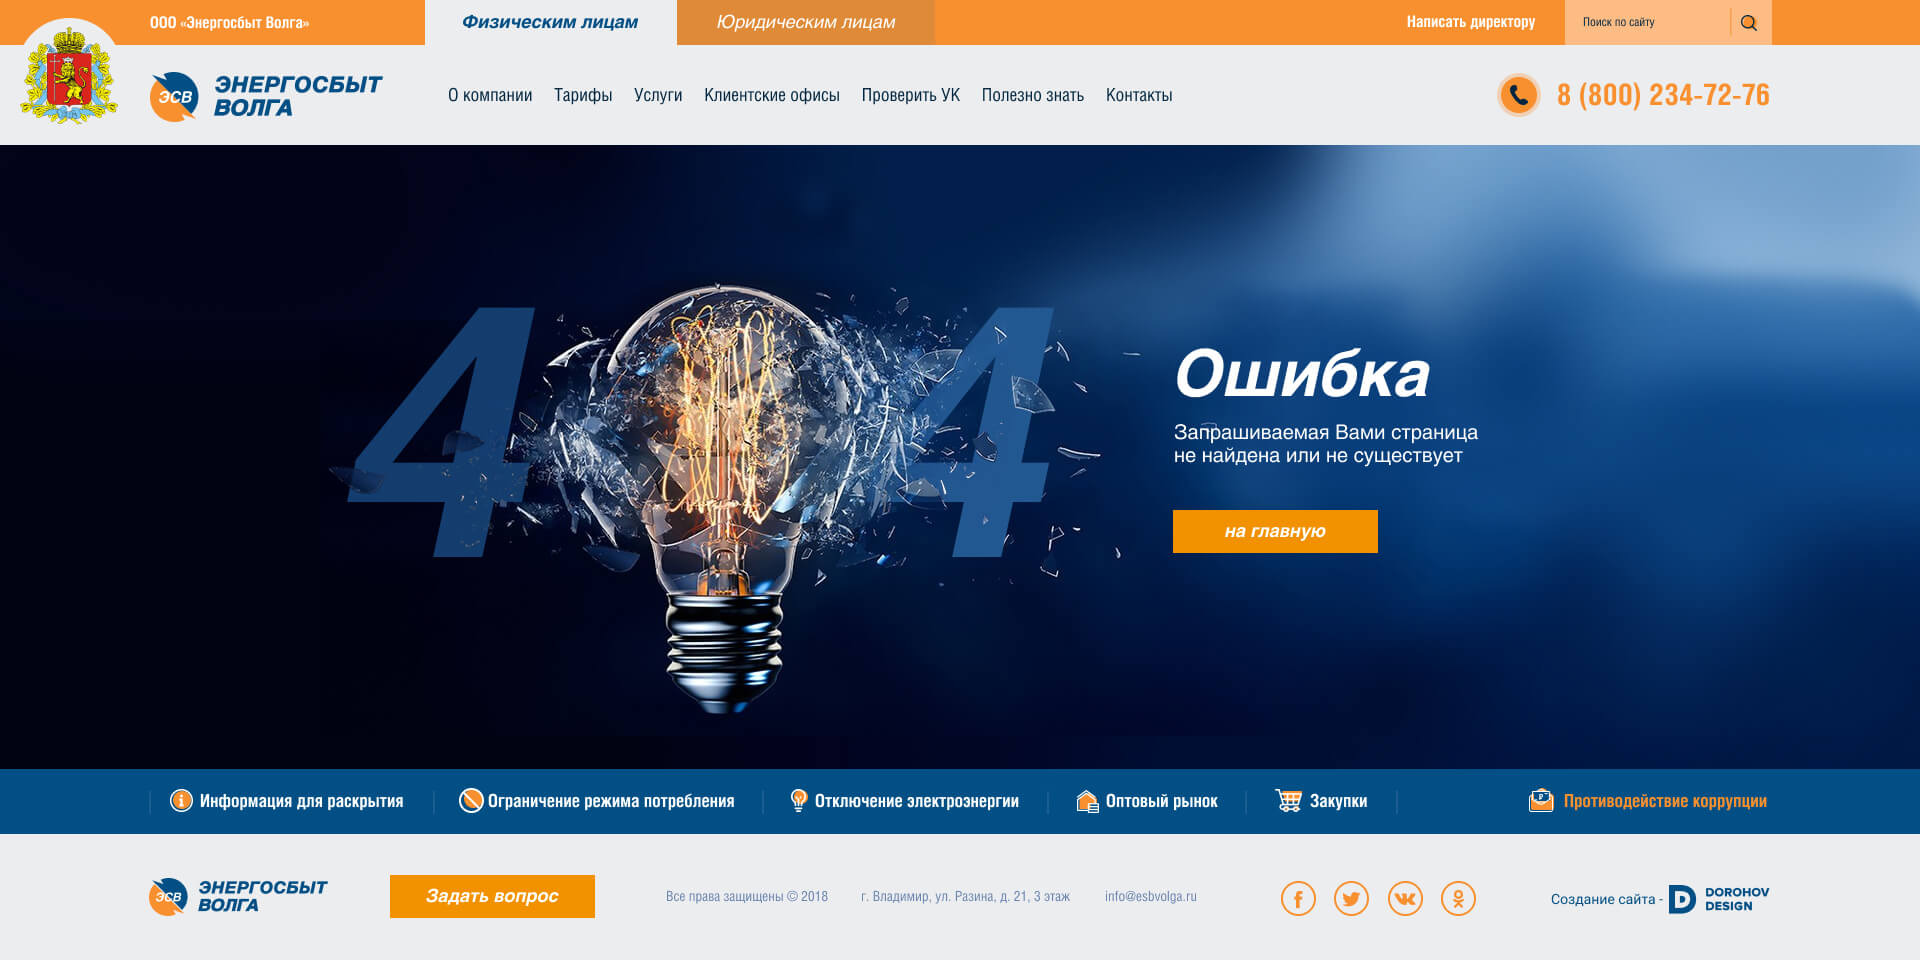 ООО «Энергосбыт Волга»
Физическим лицам
Юридическим лицам
Написать директору
Поиск по сайту
ЭСВ
ЭНЕРГОСБЫТ
ВОЛГА
О компании
Тарифы
Услуги
Клиентские офисы
Проверить УК
Полезно знать
Контакты
8 (800) 234-72-76
4 4
Ошибка
Запрашиваемая Вами страница
не найдена или не существует
на главную
Информация для раскрытия
Ограничение режима потребления
Отключение электроэнергии
Оптовый рынок
Закупки
Противодействие коррупции
ЭСВ
ЭНЕРГОСБЫТ
ВОЛГА
Задать вопрос
Все права защищены © 2018
г. Владимир, ул. Разина, д. 21, 3 этаж
info@esbvolga.ru
Создание сайта -
DOROHOV
DESIGN